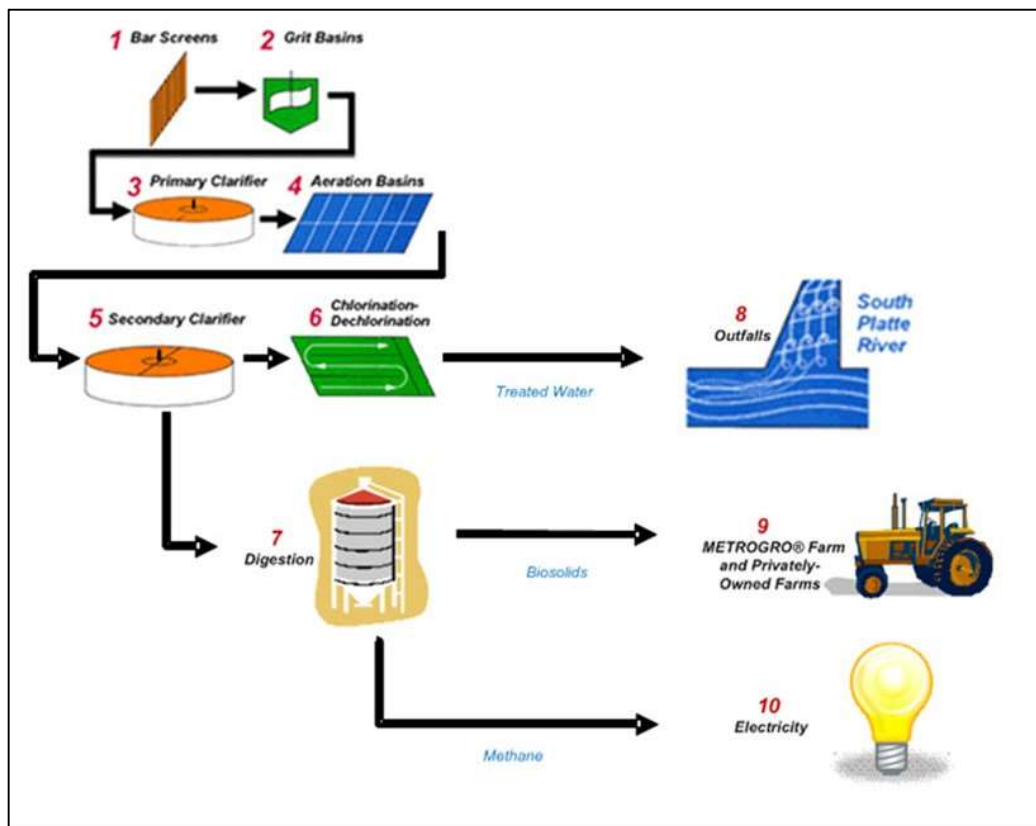 1 Bar Screens
2 Grit Basins
3 Primary Clarifier
4 Aeration Basins
5 Secondary Clarifier
6 Chlorination-
Dechlorination
Treated Water
8
Outfalls
South
Platte
River
7
Digestion
Biosolids
9
METROGRO® Farm
and Privately-
Owned Farms
Methane
10
Electricity